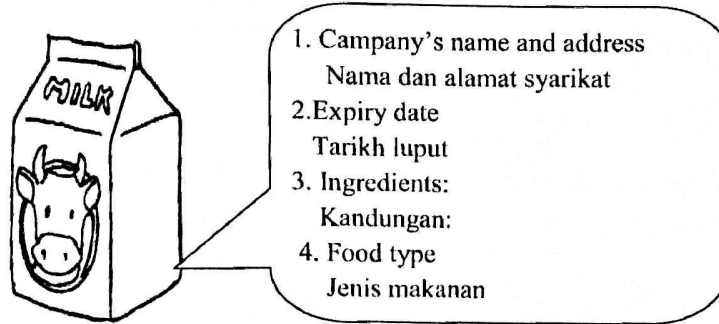 MILK
1. Campany's name and address
Nama dan alamat syarikat
2.Expiry date
Tarikh luput
3. Ingredients:
Kandungan:
4. Food type
Jenis makanan